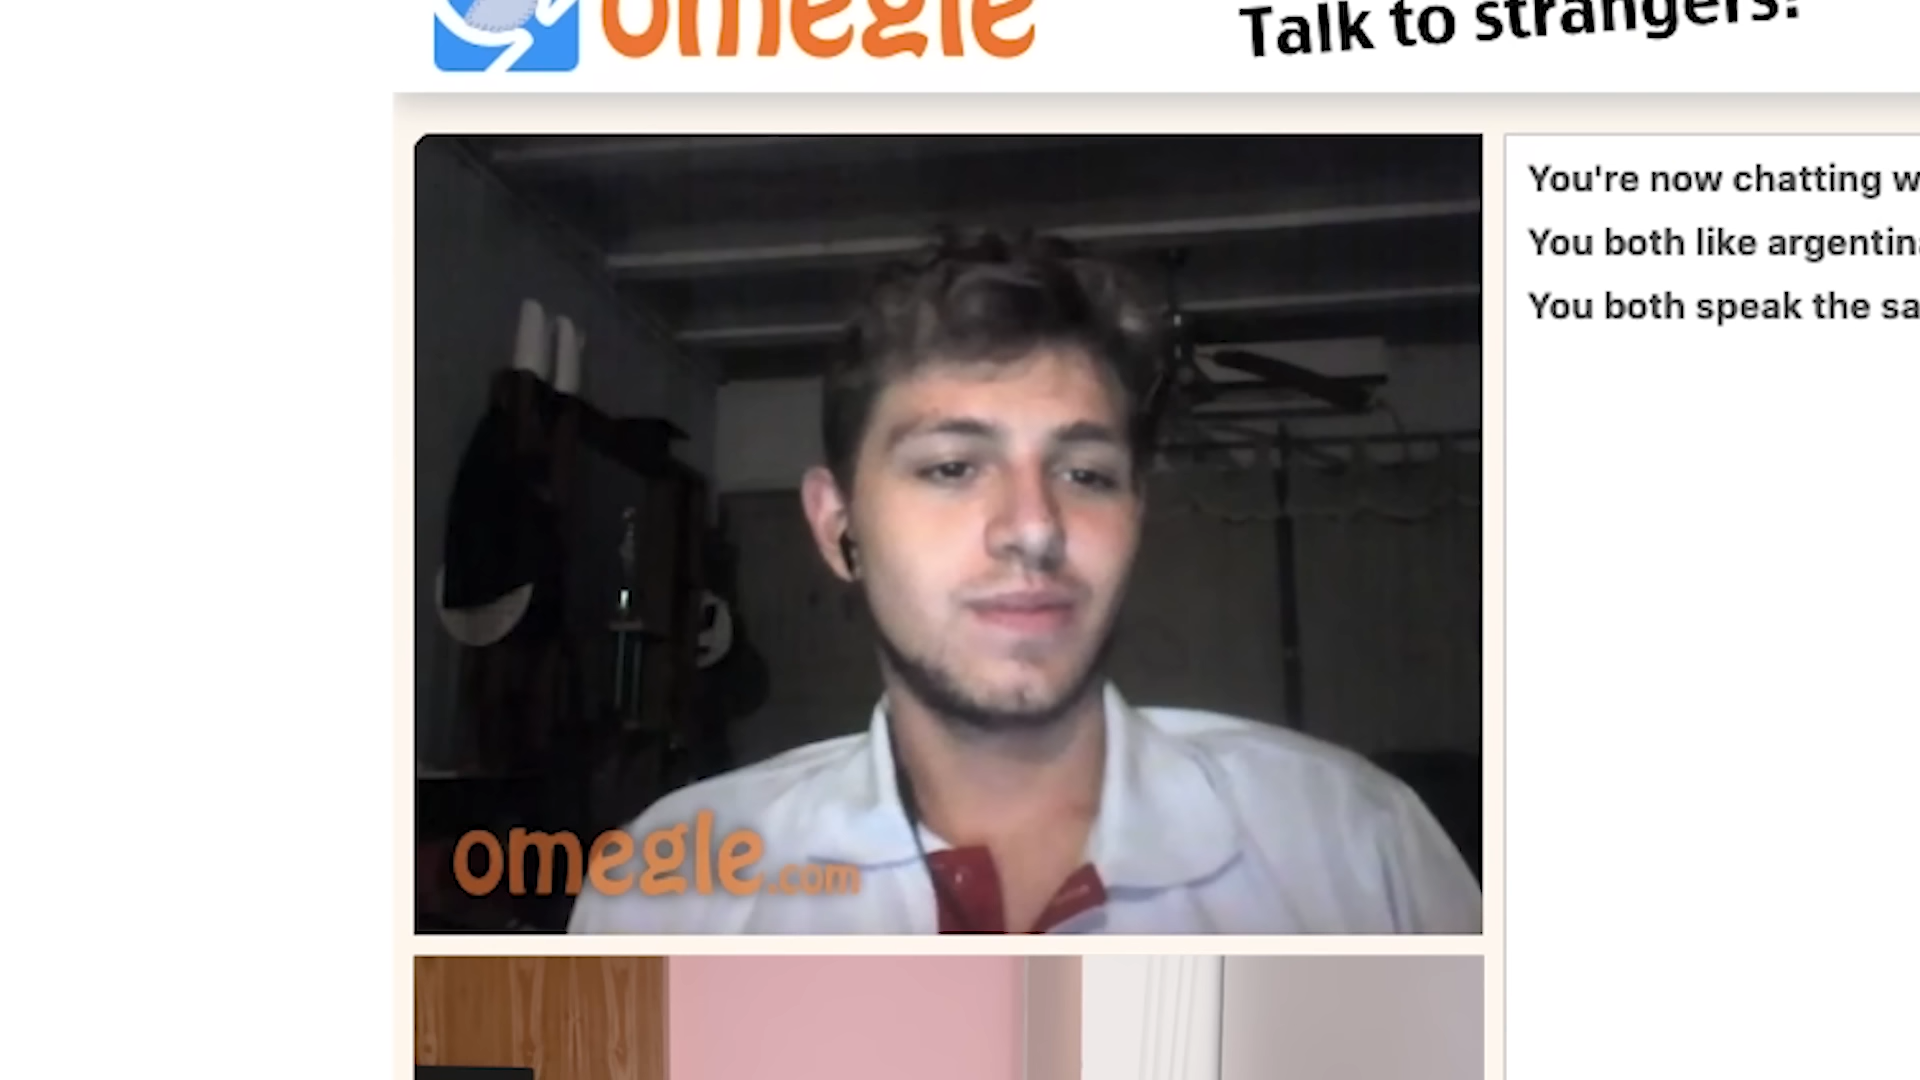 omegle
Talk to strangers!
You're now chatting w
You both like argentin
You both speak the sa
omegle.com